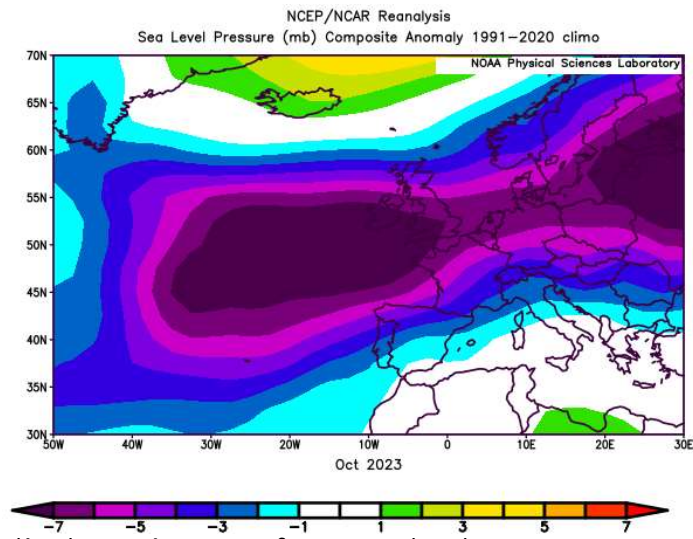 NCEP/NCAR Reanalysis
Sea Level Pressure (mb) Composite Anomaly 1991-2020 climo
NOAA Physical Sciences Laboratory
70N
65N
60N
55N
50N
45N
40N
35N
30N
50W 40W 30W 20W 10W 0 10E 20E 30E
Oct 2023
-7 -5 -3 -1 1 3 5 7